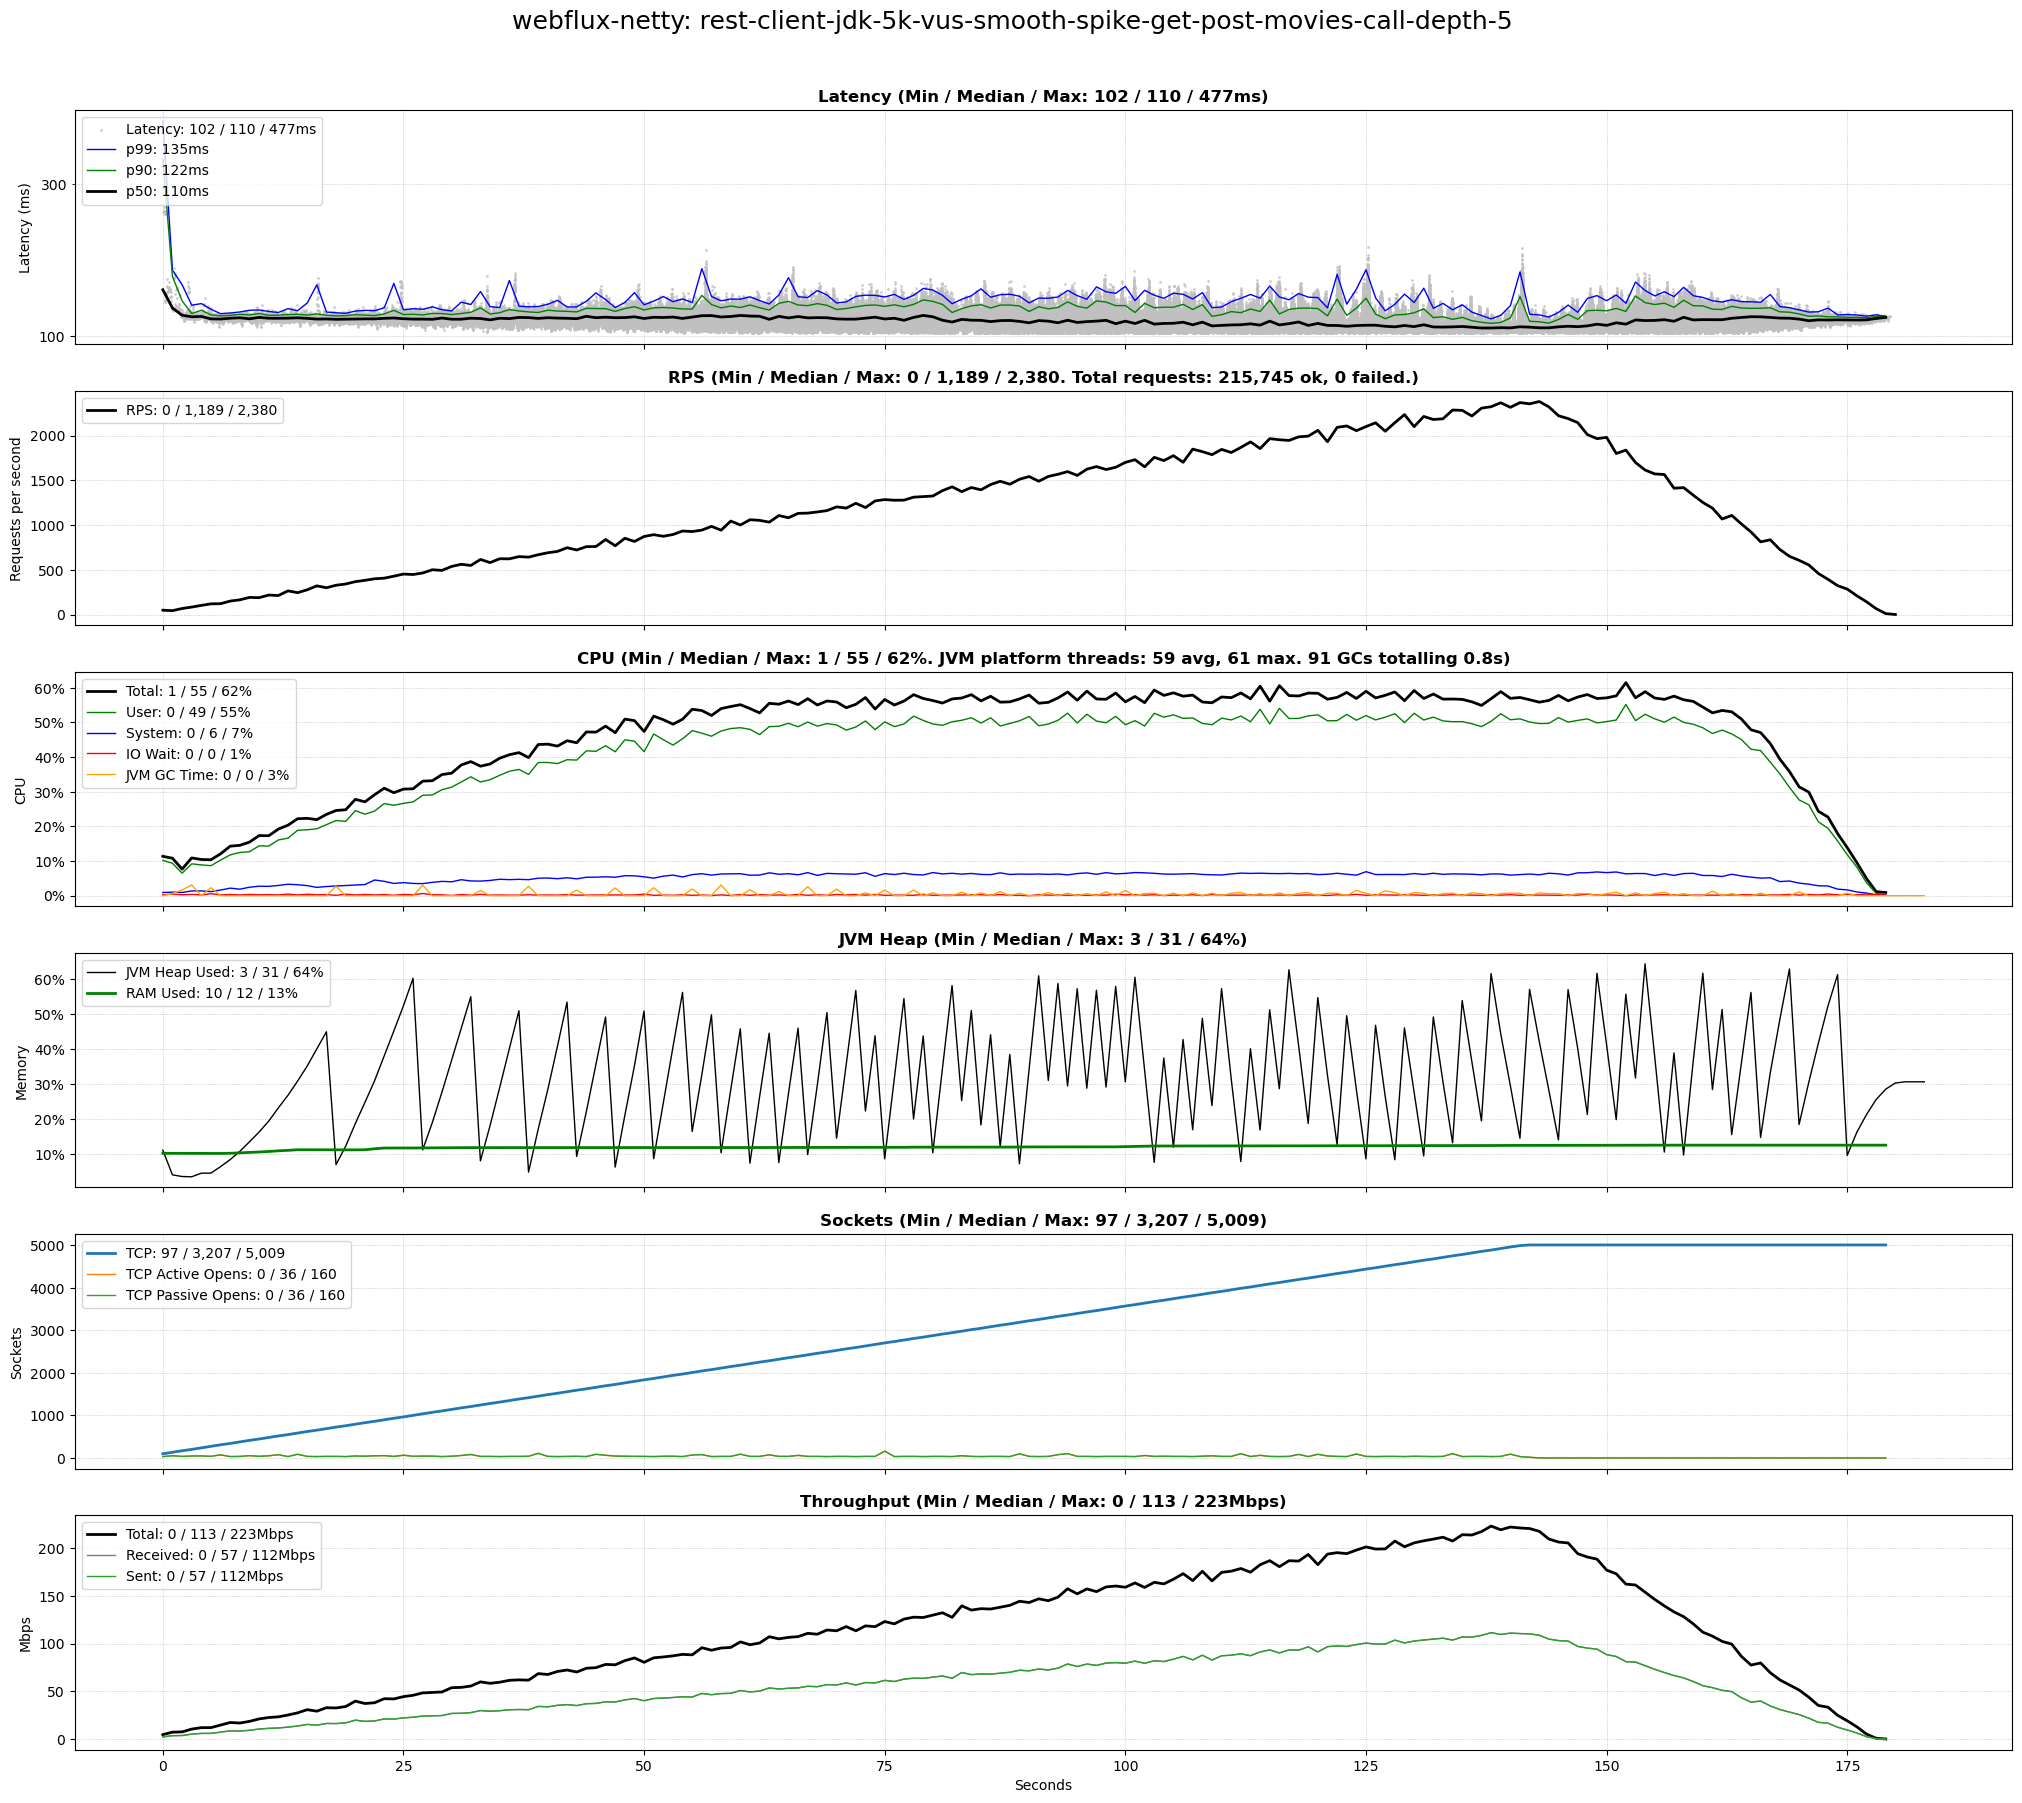 webflux-netty: rest-client-jdk-5k-vus-smooth-spike-get-post-movies-call-depth-5
Latency (Min / Median / Max: 102 / 110 / 477ms)
Latency: 102 / 110 / 477ms
p99: 135ms
p90: 122ms
p50: 110ms
300
100
Latency (ms)
RPS (Min / Median / Max: 0 / 1,189 / 2,380. Total requests: 215,745 ok, 0 failed.)
RPS: 0 / 1,189 / 2,380
2000
1500
1000
500
0
Requests per second
CPU (Min / Median / Max: 1 / 55 / 62%. JVM platform threads: 59 avg, 61 max. 91 GCs totalling 0.8s)
Total: 1 / 55 / 62%
User: 0 / 49 / 55%
System: 0 / 6 / 7%
IO Wait: 0 / 0 / 1%
JVM GC Time: 0 / 0 / 3%
60%
50%
40%
30%
20%
10%
0%
CPU
JVM Heap (Min / Median / Max: 3 / 31 / 64%)
JVM Heap Used: 3 / 31 / 64%
RAM Used: 10 / 12 / 13%
60%
50%
40%
30%
20%
10%
Memory
Sockets (Min / Median / Max: 97 / 3,207 / 5,009)
TCP: 97 / 3,207 / 5,009
TCP Active Opens: 0 / 36 / 160
TCP Passive Opens: 0 / 36 / 160
5000
4000
3000
2000
1000
0
Sockets
Throughput (Min / Median / Max: 0 / 113 / 223Mbps)
Total: 0 / 113 / 223Mbps
Received: 0 / 57 / 112Mbps
Sent: 0 / 57 / 112Mbps
200
150
100
50
0
Mbps
0 25 50 75 100 125 150 175
Seconds